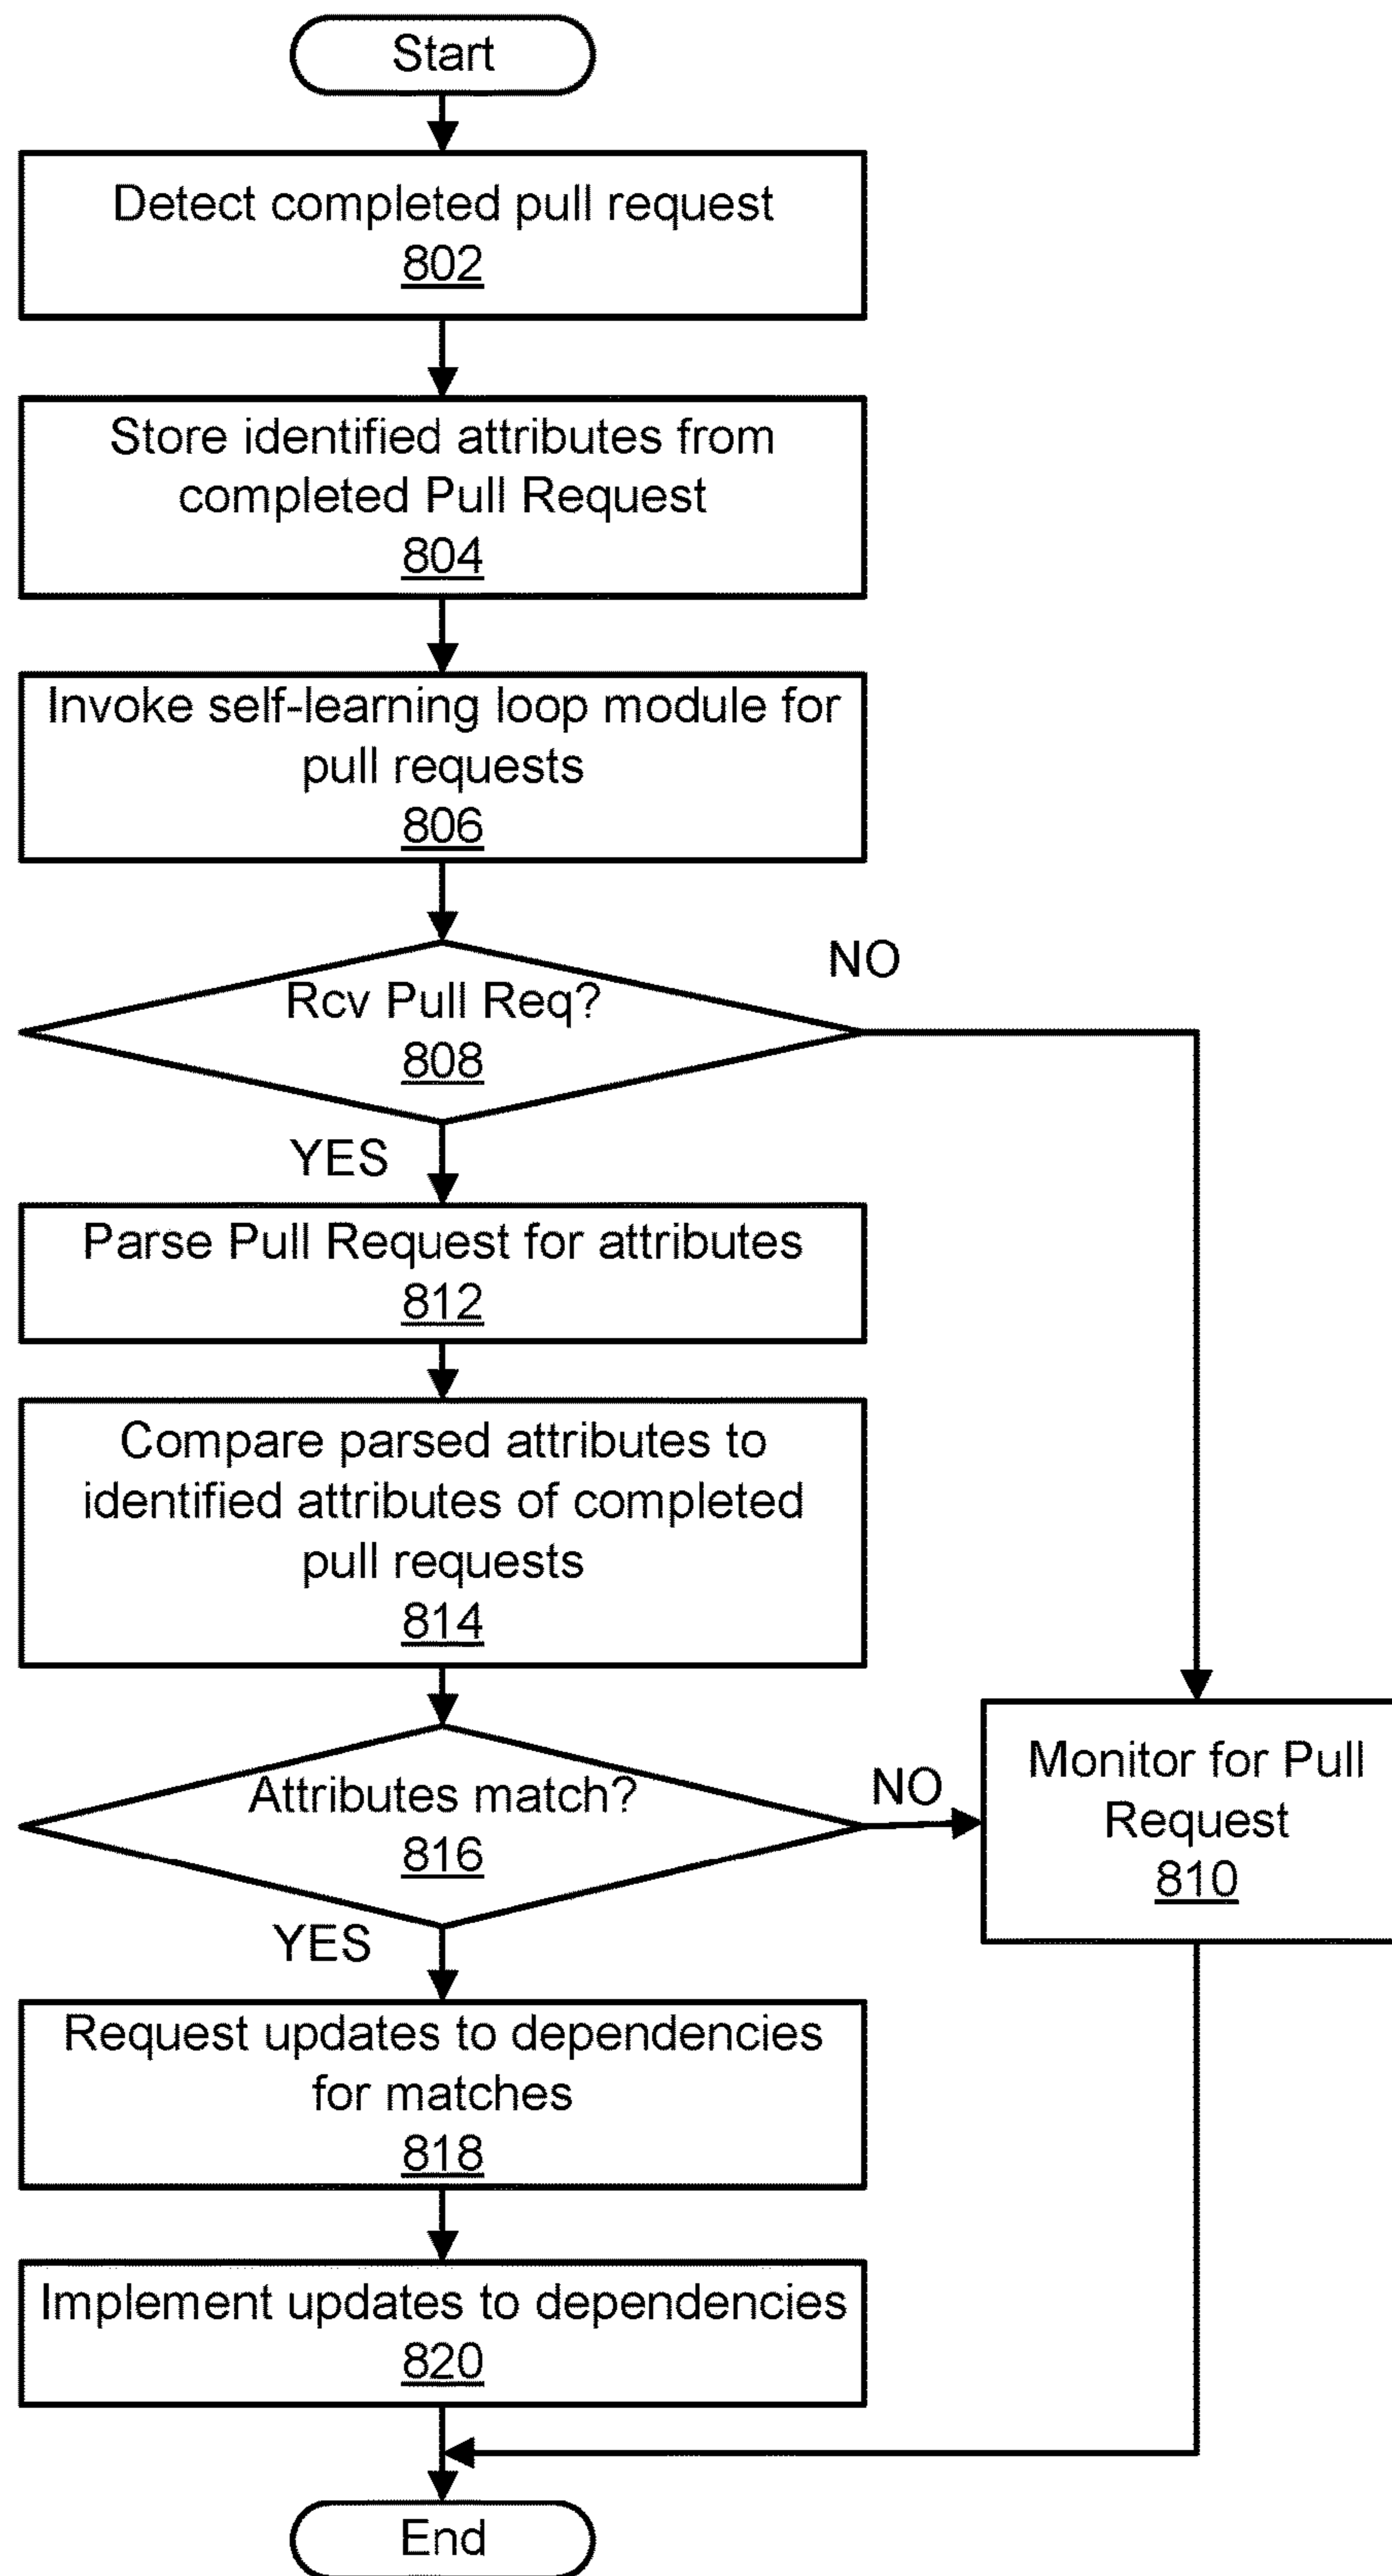 Start
Detect completed pull request
802
Store identified attributes from
completed Pull Request
804
Invoke self-learning loop module for
pull requests
806
NO
Rcv Pull Req?
808
YES
Parse Pull Request for attributes
812
Compare parsed attributes to
identified attributes of completed
pull requests
814
Attributes match?
816
NO
Monitor for Pull
Request
810
YES
Request updates to dependencies
for matches
818
Implement updates to dependencies
820
End